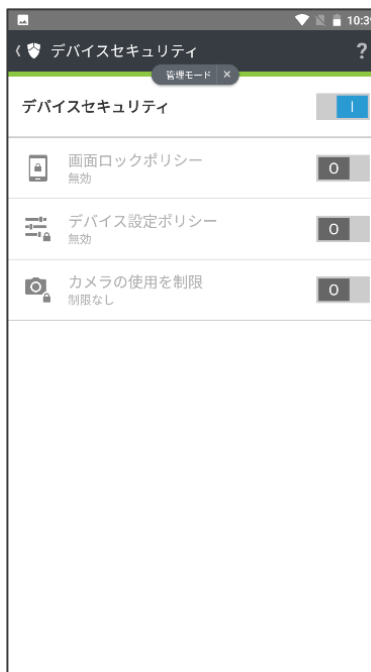 10:39
デバイスセキュリティ ?
管理モード ×
デバイスセキュリティ I
画面ロックポリシー O
無効
デバイス設定ポリシー O
無効
カメラの使用を制限 O
制限なし